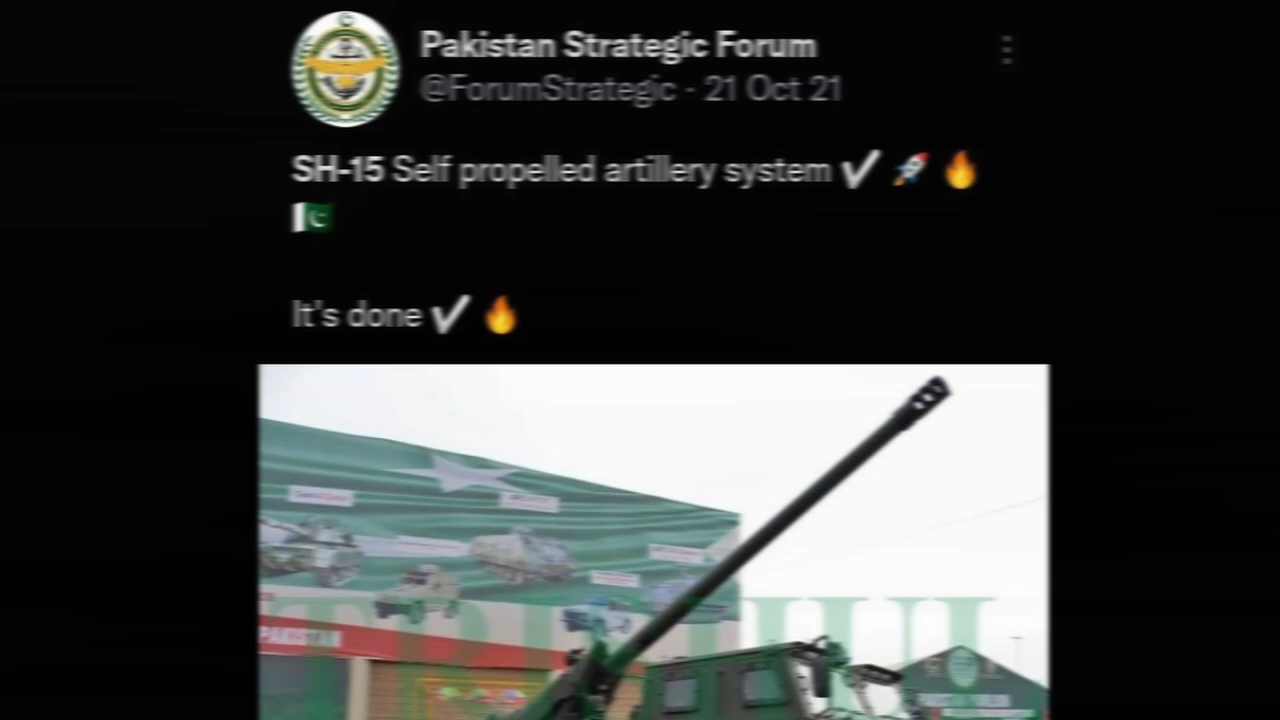 Pakistan Strategic Forum
@ForumStrategic · 21 Oct 21
SH-15 Self propelled artillery system ✔️ 🚀 🔥
🇵🇰
It's done ✔️ 🔥
PAKISTAN